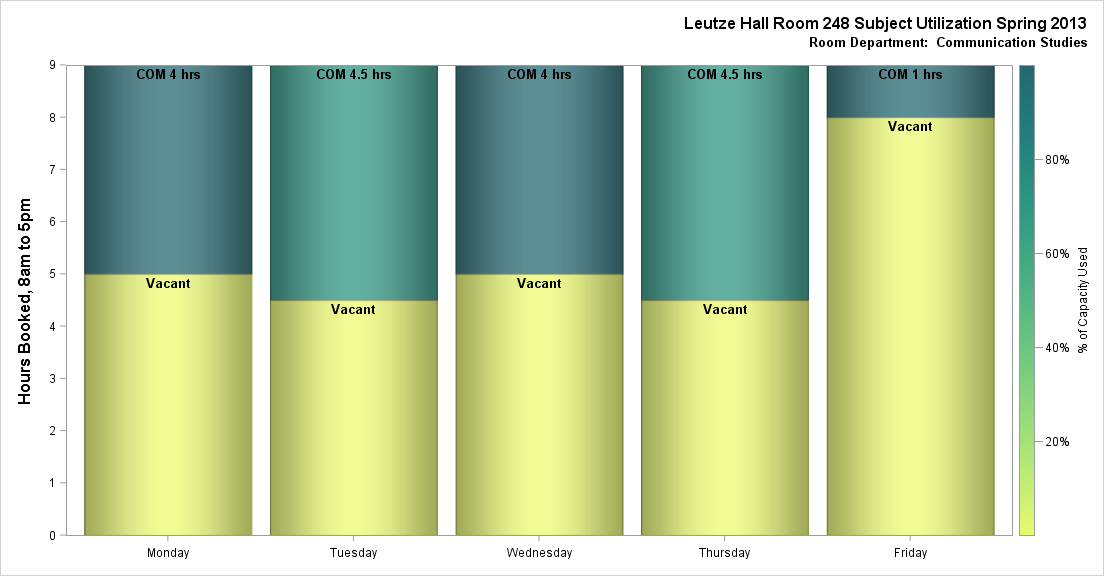 Leutze Hall Room 248 Subject Utilization Spring 2013
Room Department:  Communication Studies
Hours Booked, 8am to 5pm
9
8
7
6
5
4
3
2
1
0
COM 4 hrs
Vacant
COM 4.5 hrs
Vacant
COM 4 hrs
Vacant
COM 4.5 hrs
Vacant
COM 1 hrs
Vacant
Monday
Tuesday
Wednesday
Thursday
Friday
80%
60%
40%
20%
% of Capacity Used